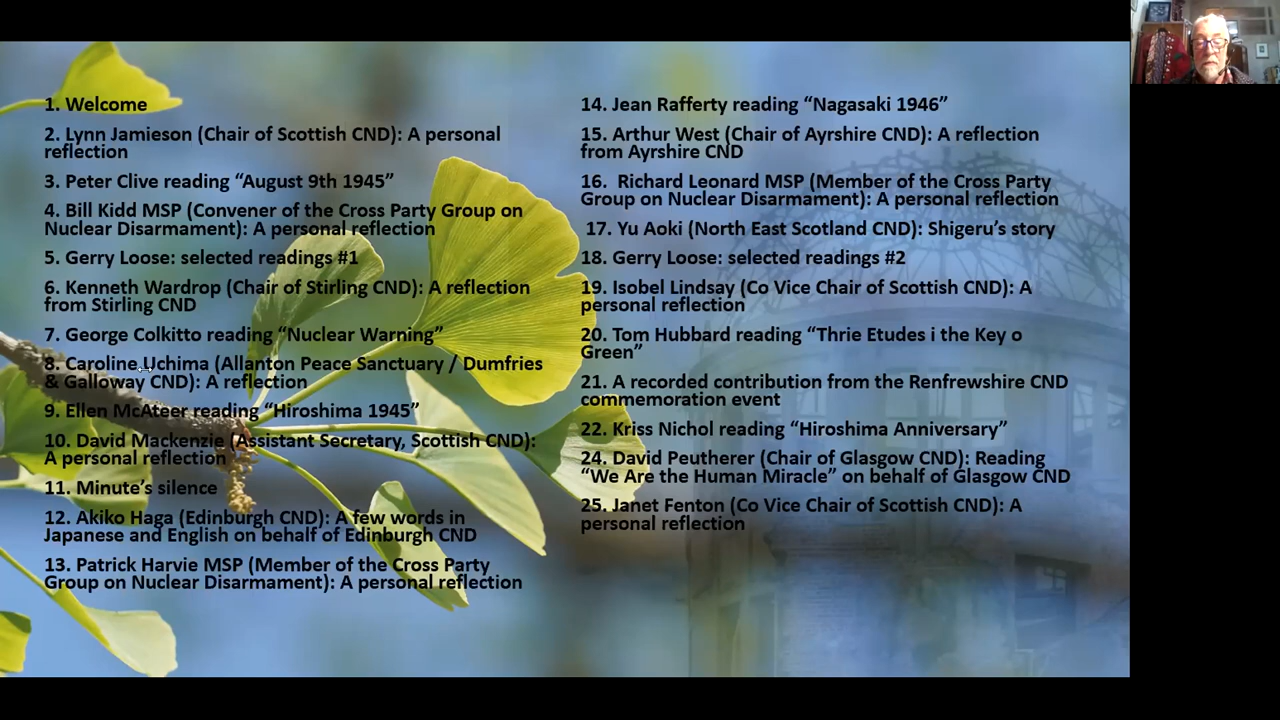 1. Welcome
2. Lynn Jamieson (Chair of Scottish CND): A personal
reflection
3. Peter Clive reading “August 9th 1945”
4. Bill Kidd MSP (Convener of the Cross Party Group on
Nuclear Disarmament): A personal reflection
5. Gerry Loose: selected readings #1
6. Kenneth Wardrop (Chair of Stirling CND): A reflection
from Stirling CND
7. George Colkitto reading “Nuclear Warning”
8. Caroline Uchima (Allanton Peace Sanctuary / Dumfries
& Galloway CND): A reflection
9. Ellen McAteer reading “Hiroshima 1945”
10. David Mackenzie (Assistant Secretary, Scottish CND):
A personal reflection
11. Minute’s silence
12. Akiko Haga (Edinburgh CND): A few words in
Japanese and English on behalf of Edinburgh CND
13. Patrick Harvie MSP (Member of the Cross Party
Group on Nuclear Disarmament): A personal reflection
14. Jean Rafferty reading “Nagasaki 1946”
15. Arthur West (Chair of Ayrshire CND): A reflection
from Ayrshire CND
16. Richard Leonard MSP (Member of the Cross Party
Group on Nuclear Disarmament): A personal reflection
17. Yu Aoki (North East Scotland CND): Shigeru’s story
18. Gerry Loose: selected readings #2
19. Isobel Lindsay (Co Vice Chair of Scottish CND): A
personal reflection
20. Tom Hubbard reading “Thrie Etudes i the Key o
Green”
21. A recorded contribution from the Renfrewshire CND
commemoration event
22. Kriss Nichol reading “Hiroshima Anniversary”
24. David Peutherer (Chair of Glasgow CND): Reading
“We Are the Human Miracle” on behalf of Glasgow CND
25. Janet Fenton (Co Vice Chair of Scottish CND): A
personal reflection